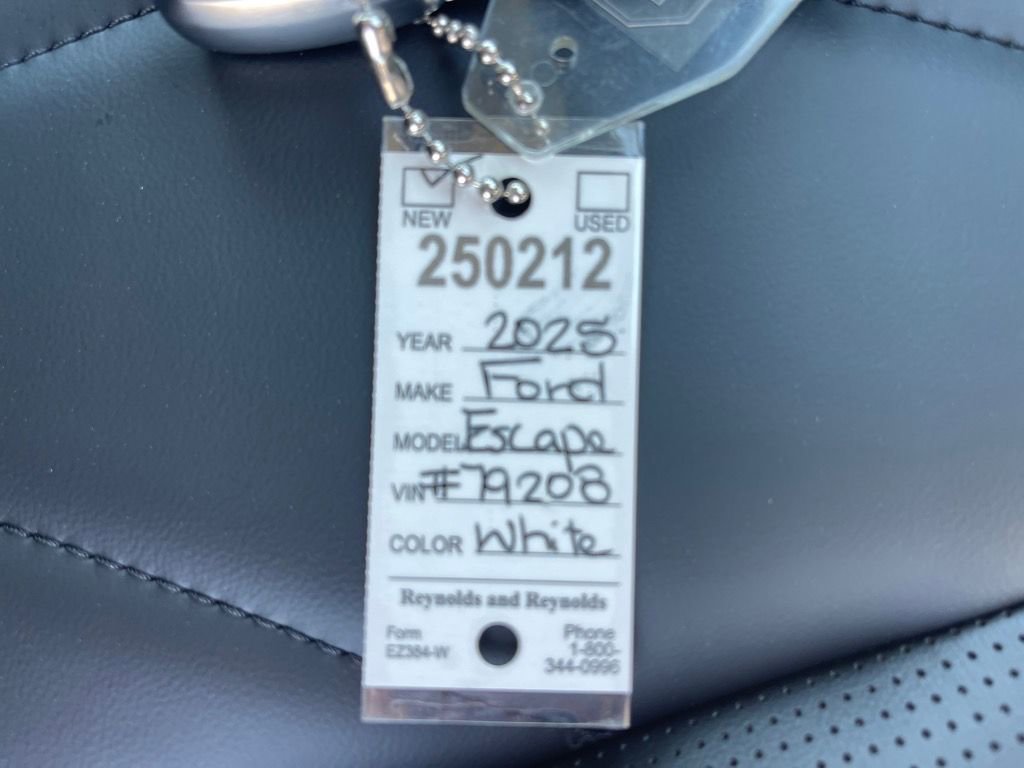 NEW USED
250212
YEAR 2025
MAKE Ford
MODEL Escape
VIN # 79208
COLOR White
Reynolds and Reynolds
Form
EZ384-W
Phone
1-800-
344-0996